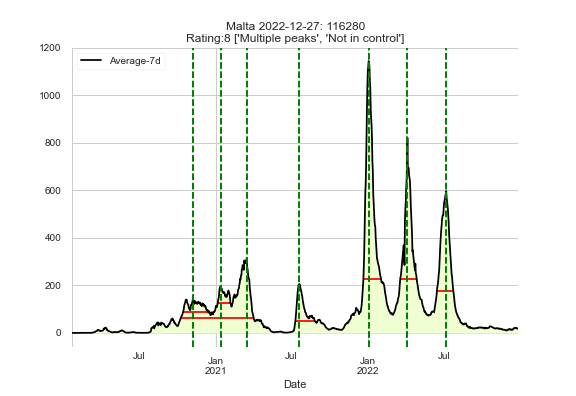 Malta 2022-12-27: 116280
Rating:8 ['Multiple peaks', 'Not in control']
Average-7d
1200
1000
800
600
400
200
0
Jul
Jan
2021
Jul
Jan
2022
Jul
Date